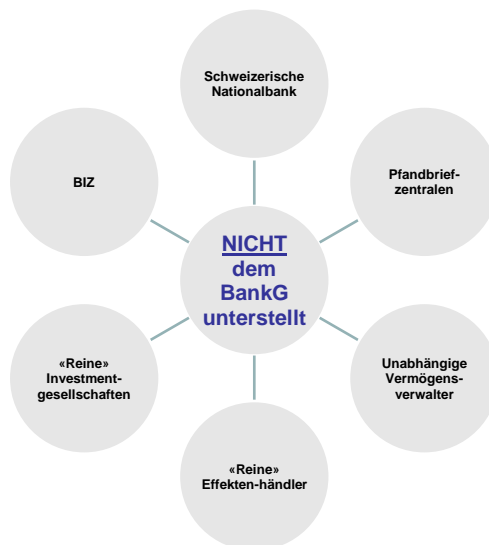 Schweizerische
Nationalbank
Pfandbrief-
zentralen
BIZ
NICHT
dem
BankG
unterstellt
«Reine»
Investment-
gesellschaften
Unabhängige
Vermögens-
verwalter
«Reine»
Effekten-händler